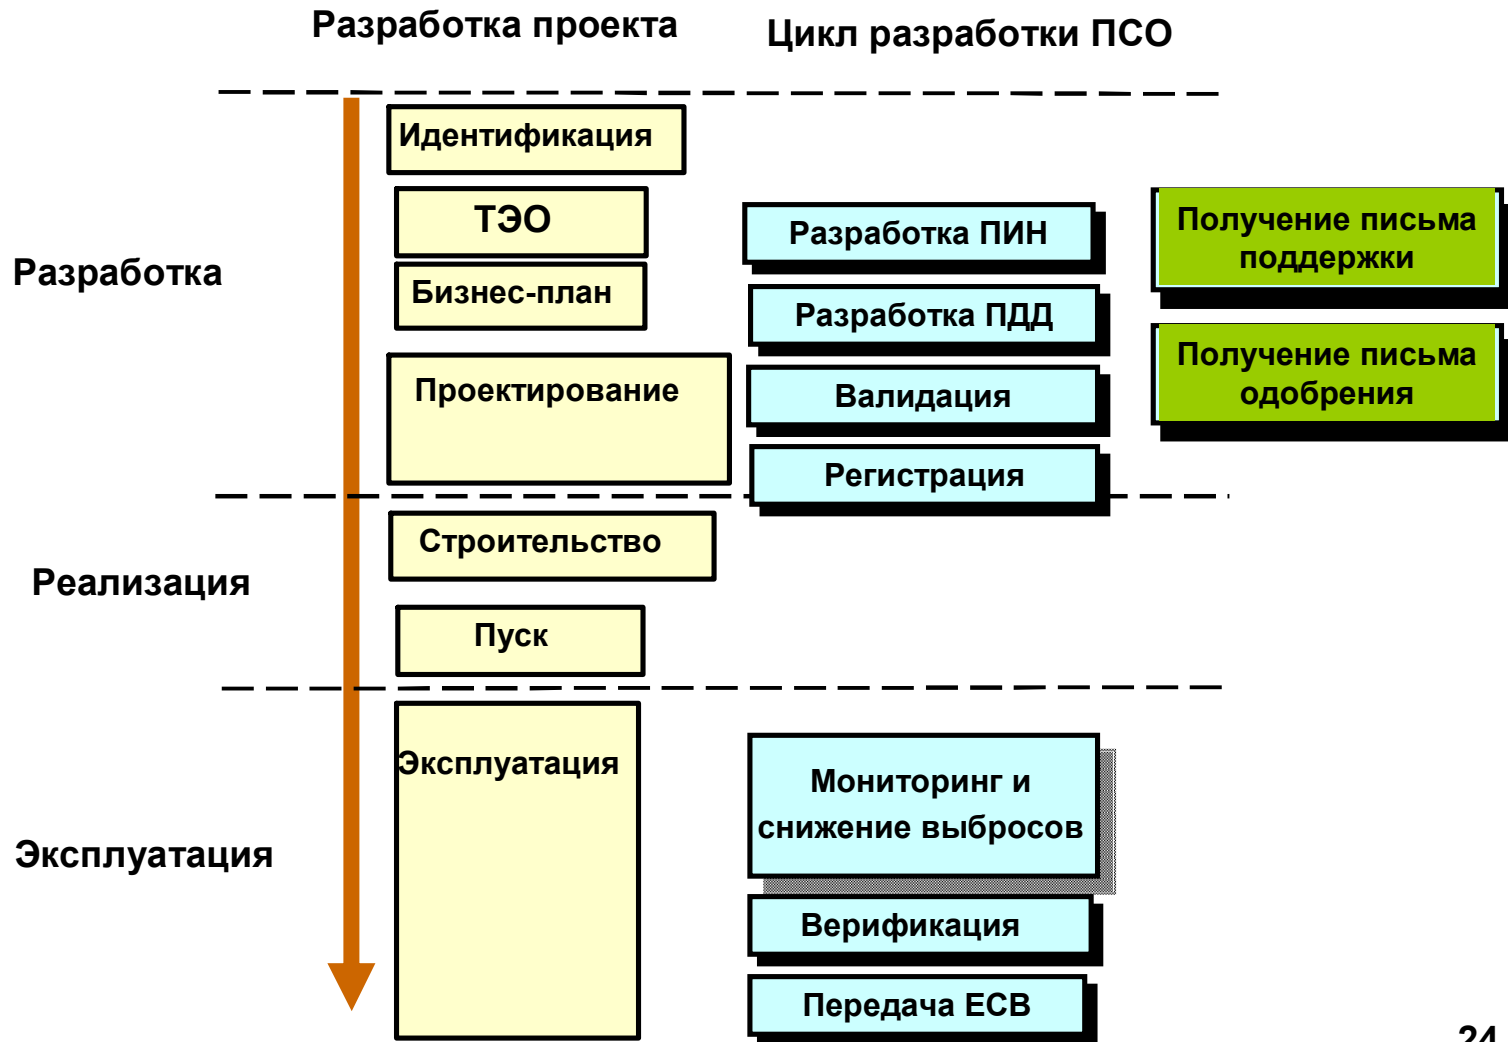 Разработка проекта
Цикл разработки ПСО
Идентификация
ТЭО
Разработка ПИН
Получение письма
поддержки
Разработка
Бизнес-план
Разработка ПДД
Получение письма
одобрения
Проектирование
Валидация
Регистрация
Строительство
Реализация
Пуск
Эксплуатация
Мониторинг и
снижение выбросов
Эксплуатация
Верификация
Передача ЕСВ
24